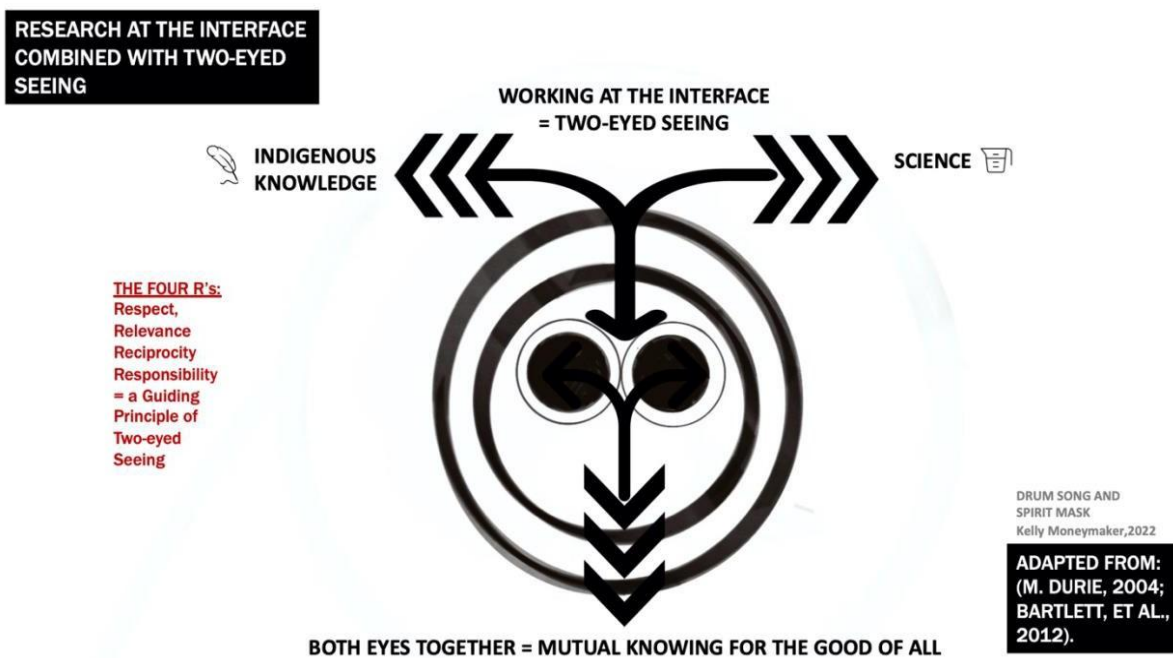 RESEARCH AT THE INTERFACE
COMBINED WITH TWO-EYED
SEEING
WORKING AT THE INTERFACE
= TWO-EYED SEEING
INDIGENOUS
KNOWLEDGE
SCIENCE
THE FOUR R's:
Respect,
Relevance
Reciprocity
Responsibility
= a Guiding
Principle of
Two-eyed
Seeing
DRUM SONG AND
SPIRIT MASK
Kelly Moneymaker,2022
ADAPTED FROM:
(M. DURIE, 2004;
BARTLETT, ET AL.,
2012).
BOTH EYES TOGETHER = MUTUAL KNOWING FOR THE GOOD OF ALL